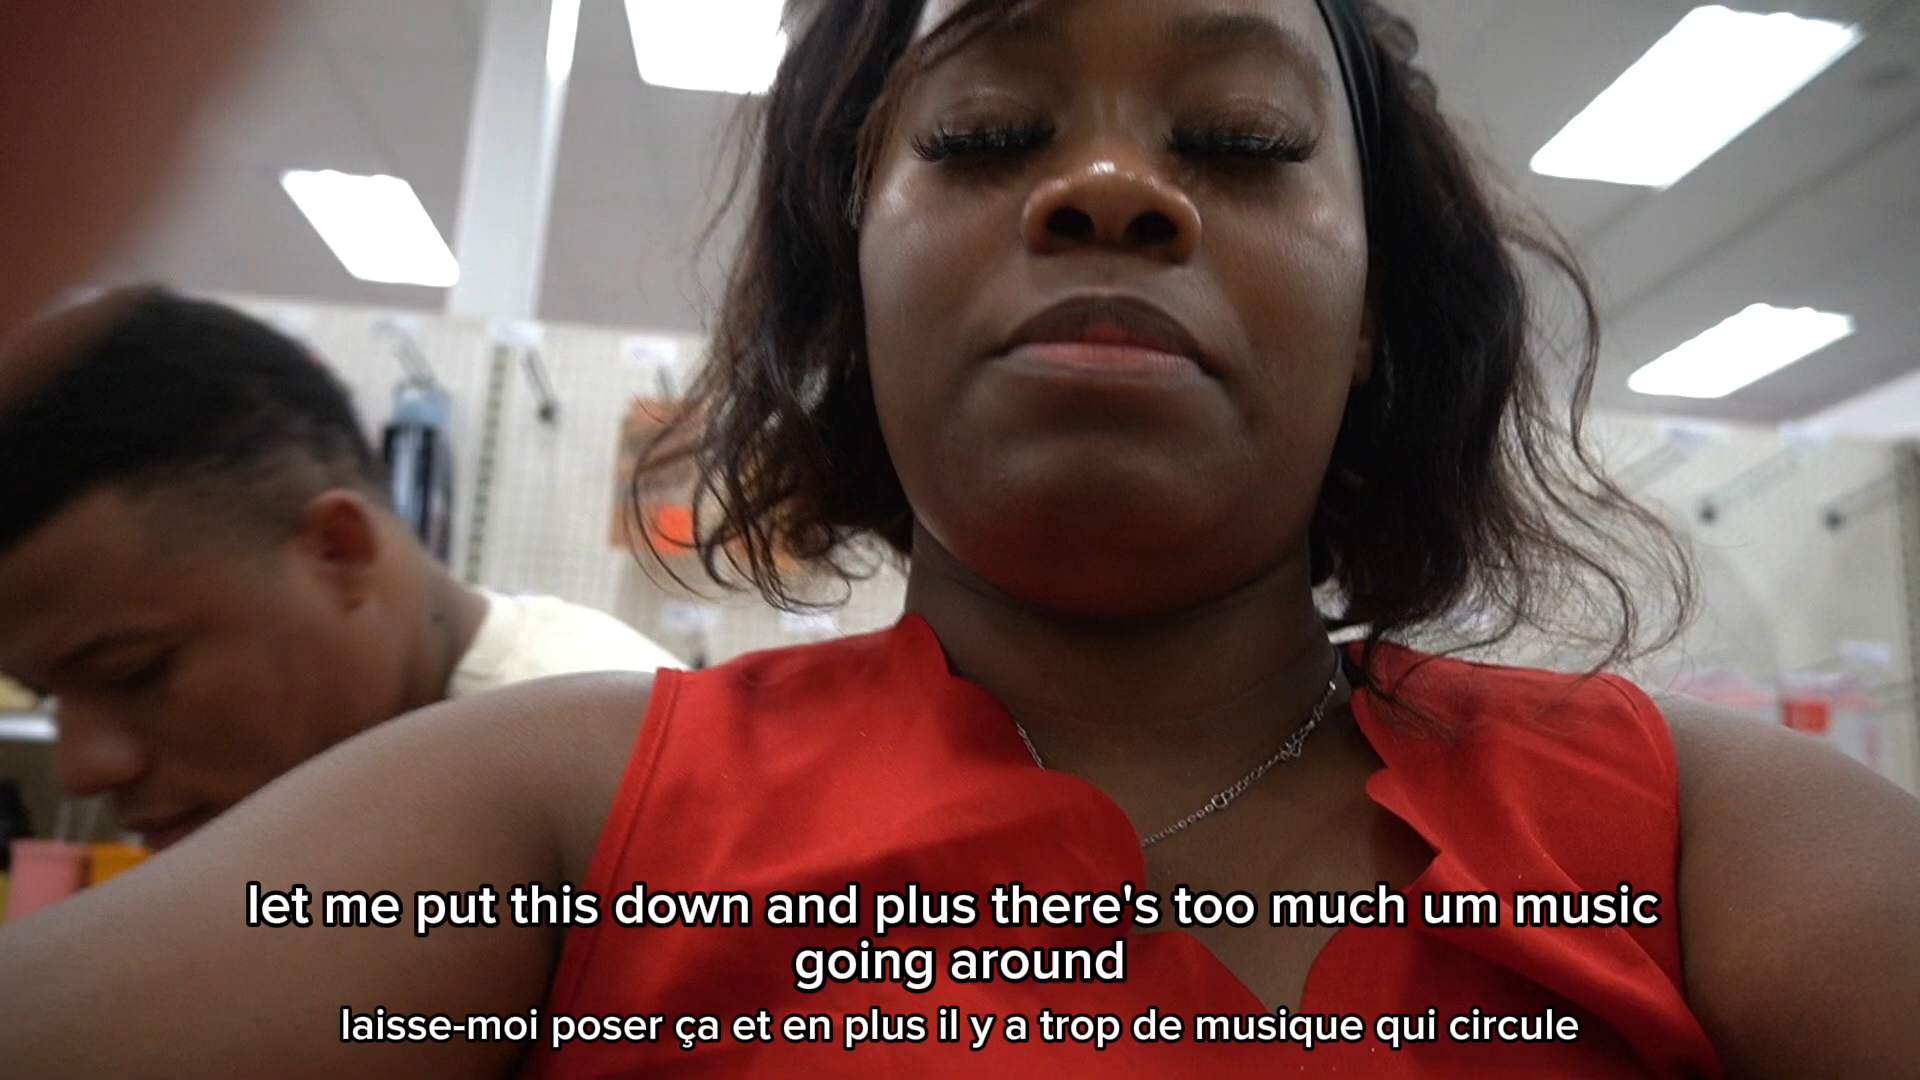 let me put this down and plus there's too much um music
going around
laisse-moi poser ça et en plus il y a trop de musique qui circule